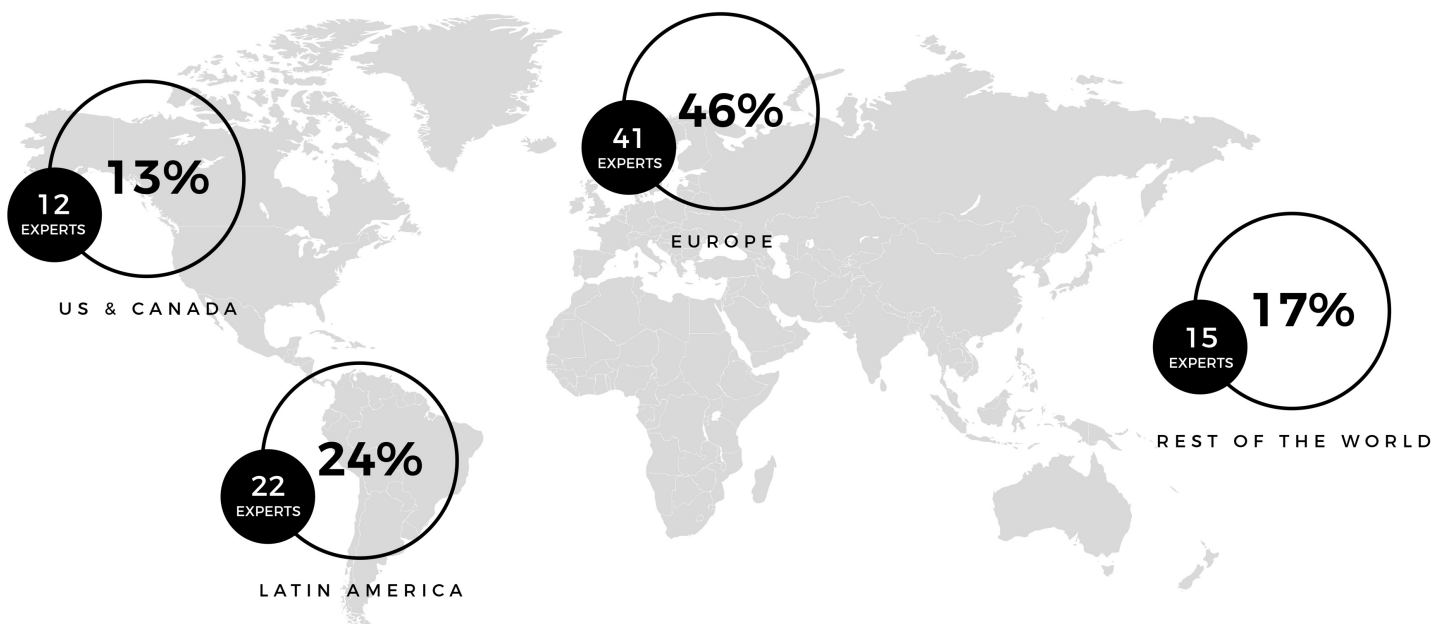 46%
41
EXPERTS
EUROPE
13%
12
EXPERTS
US & CANADA
17%
15
EXPERTS
REST OF THE WORLD
24%
22
EXPERTS
LATIN AMERICA